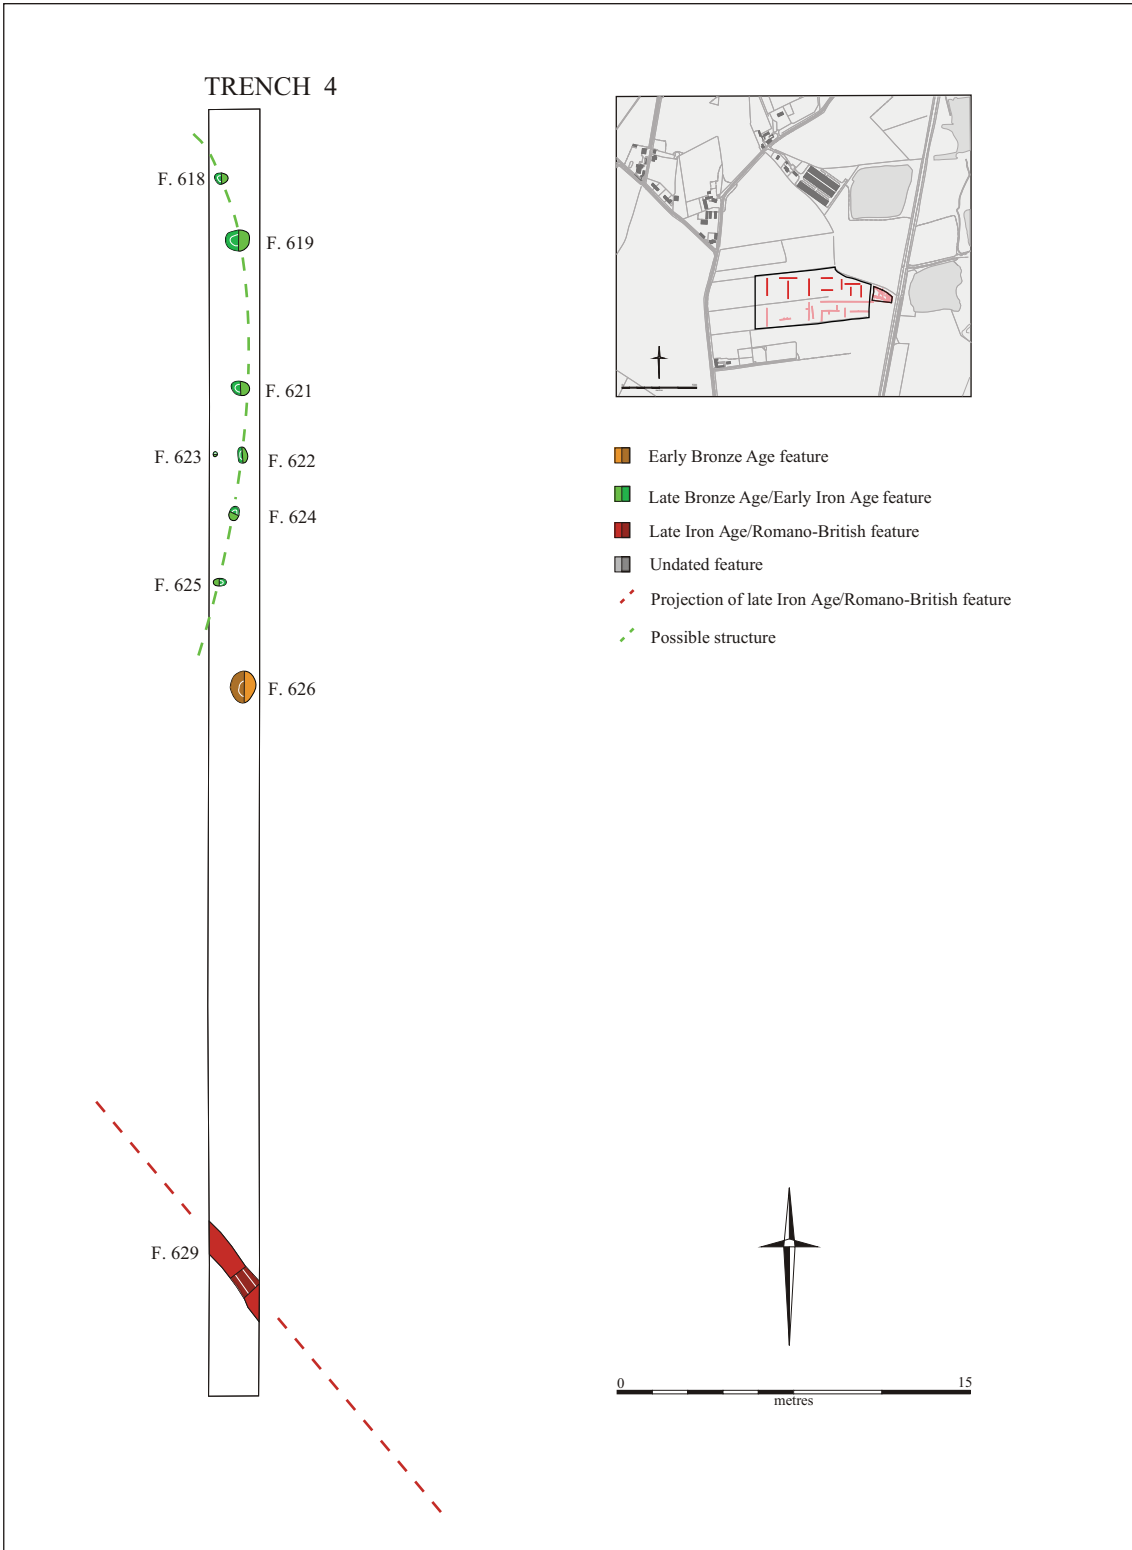 TRENCH 4
F. 618
F. 619
F. 621
F. 623
F. 622
F. 624
F. 625
F. 626
F. 629
Early Bronze Age feature
Late Bronze Age/Early Iron Age feature
Late Iron Age/Romano-British feature
Undated feature
Projection of late Iron Age/Romano-British feature
Possible structure
0 15
metres